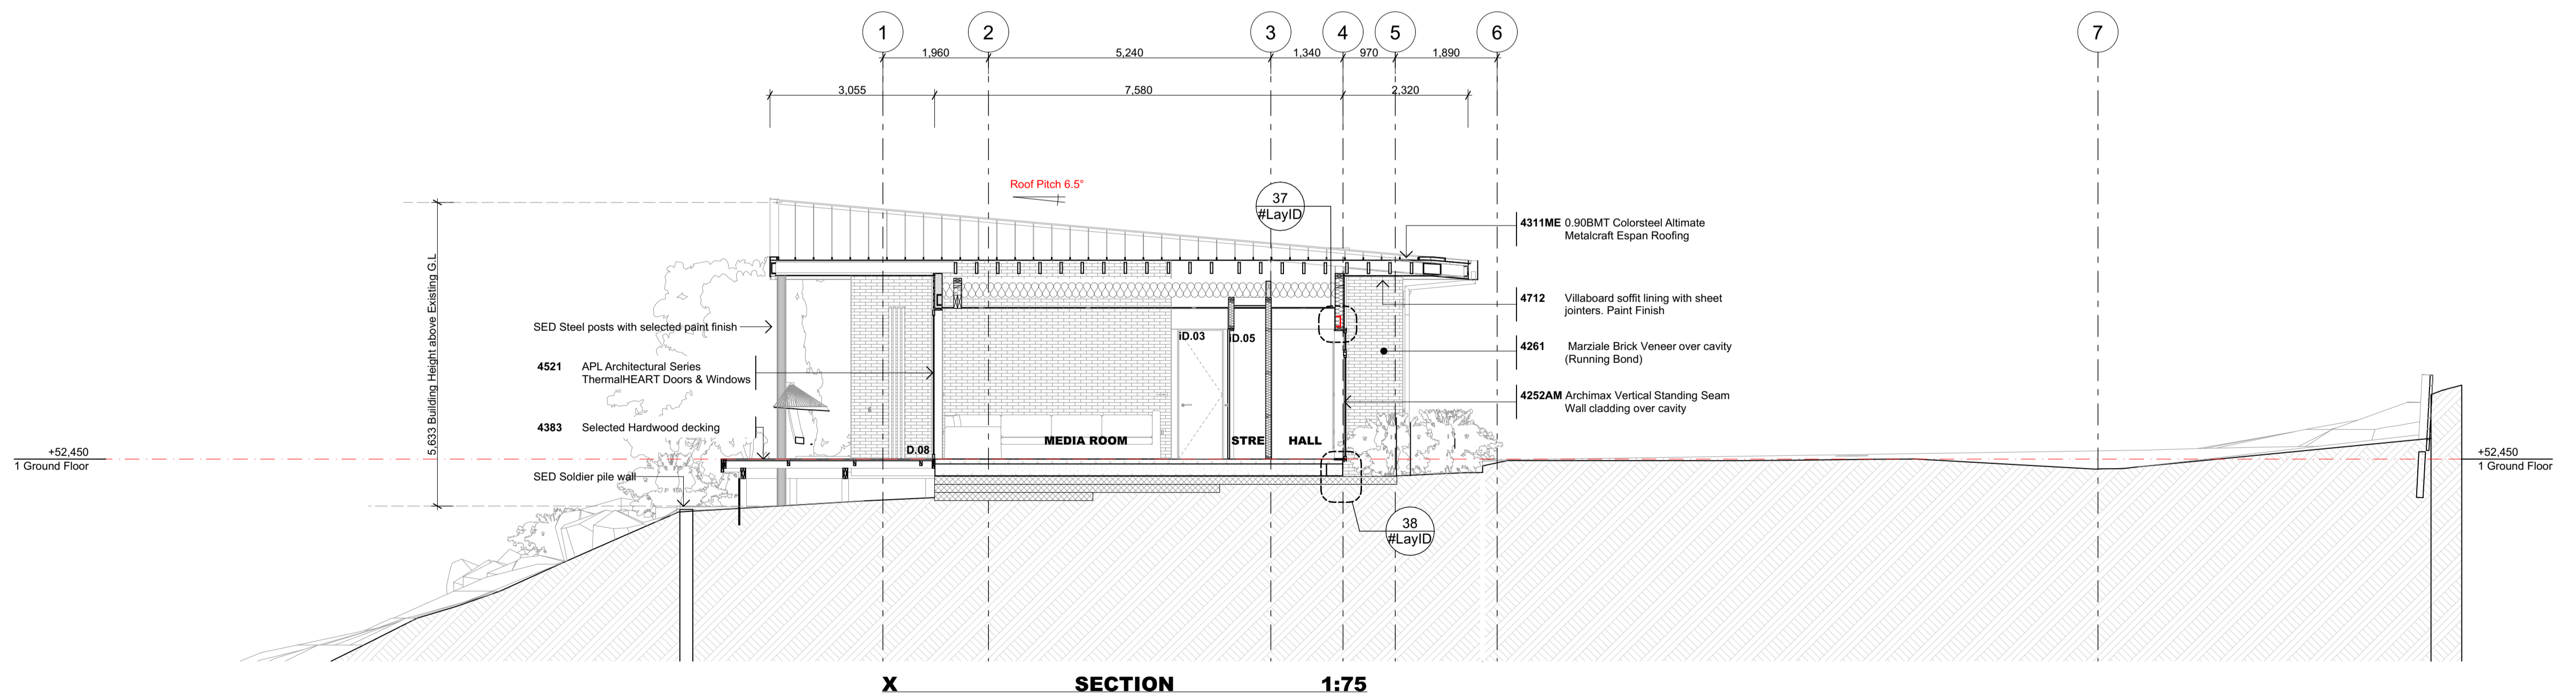 1 2 3 4 5 6 7
1,960 5,240 1,340 970 1,890
3,055 7,580 2,320
Roof Pitch 6.5°
37
#LayID
4311ME 0.90BMT Colorsteel Altimate
Metalcraft Espan Roofing
5,633 Building Height above Existing G.L
4712 Villaboard soffit lining with sheet
jointers. Paint Finish
SED Steel posts with selected paint finish
iD.03 iD.05
4261 Marziale Brick Veneer over cavity
(Running Bond)
4521 APL Architectural Series
ThermalHEART Doors & Windows
4252AM Archimax Vertical Standing Seam
Wall cladding over cavity
4383 Selected Hardwood decking
D.08
MEDIA ROOM STRE HALL
+52,450
1 Ground Floor
+52,450
1 Ground Floor
SED Soldier pile wall
38
#LayID
X SECTION 1:75